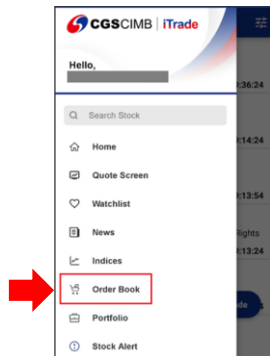 CGSCIMB | iTrade
Hello,
:36:24
Search Stock
Home
:14:24
Quote Screen
Watchlist
:13:54
News
Rights
:13:24
Indices
Order Book
Portfolio
Stock Alert